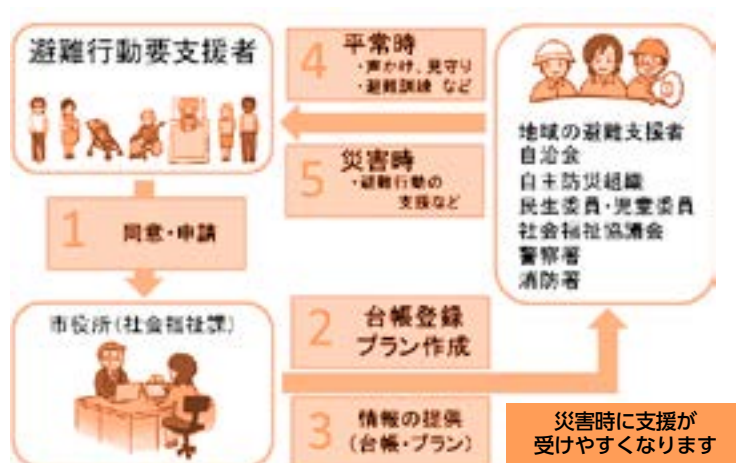 避難行動要支援者
4
平常時
・声かけ、見守り
・避難訓練 など
5
災害時
・避難行動の
支援など
地域の避難支援者
自治会
自主防災組織
民生委員・児童委員
社会福祉協議会
警察署
消防署
1
同意・申請
市役所(社会福祉課)
2
台帳登録
プラン作成
3
情報の提供
(台帳・プラン)
災害時に支援が
受けやすくなります